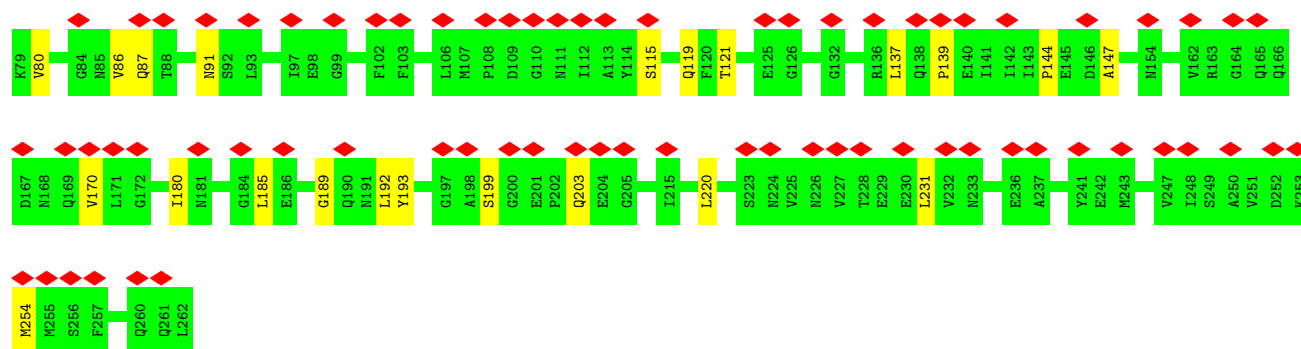 K79 V80 G84 N85 V86 Q87 T88 N91 S92 L93 I97 E98 G99 F102 F103 L106 M107 P108 D109 G110 N111 I112 A113 Y114 S115 Q119 F120 T121 E125 G126 G132 R136 L137 Q138 P139 E140 I141 I142 I143 P144 E145 D146 A147 N154 V162 R163 G164 Q165 Q166
D167 N168 Q169 V170 L171 G172 I180 N181 G184 L185 E186 G189 Q190 N191 L192 Y193 G197 A198 S199 G200 E201 P202 Q203 E204 G205 I215 L220 S223 N224 V225 N226 V227 T228 E229 E230 L231 V232 N233 E236 A237 Y241 E242 M243 V247 I248 S249 A250 V251 D252 K253
M254 M255 S256 F257 Q260 Q261 L262